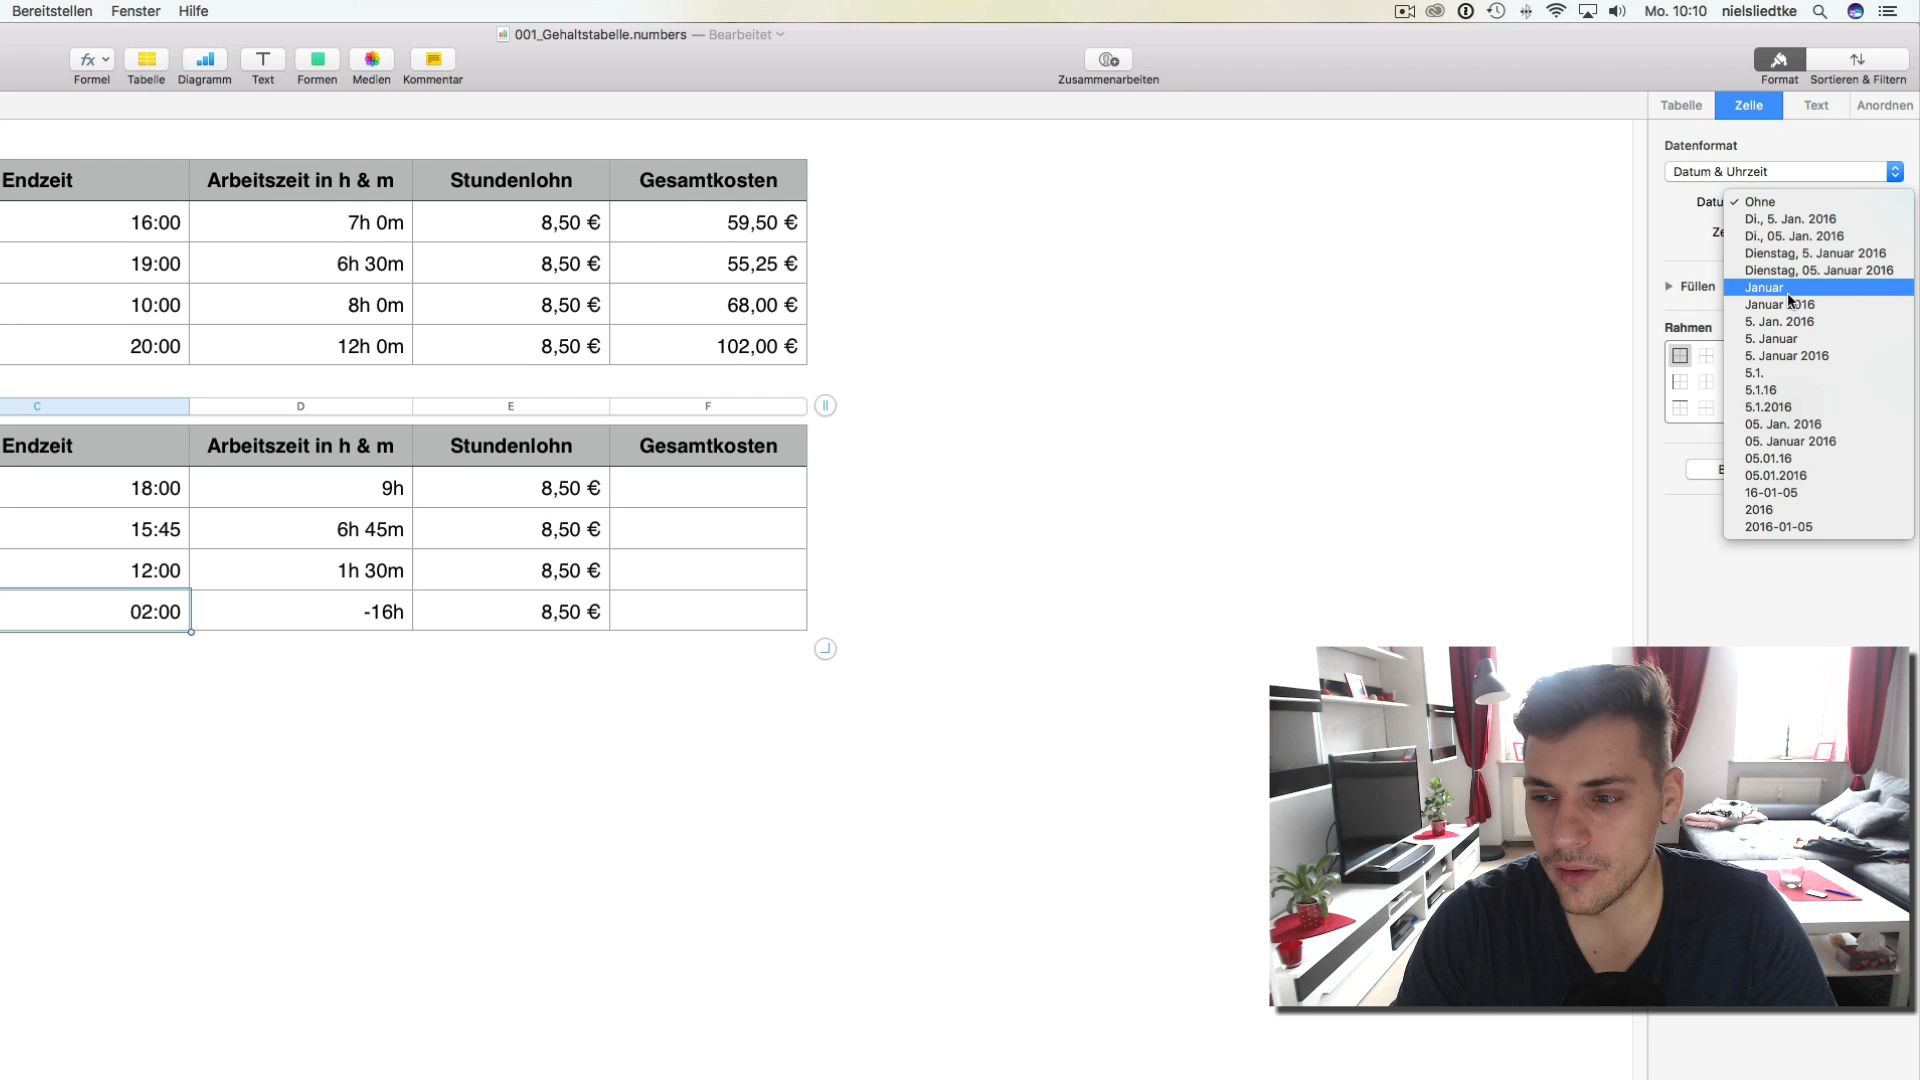 Bereitstellen Fenster Hilfe Mo. 10:10 nielsliedtke
001_Gehaltstabelle.numbers — Bearbeitet
Formel Tabelle Diagramm Text Formen Medien Kommentar Zusammenarbeiten Format Sortieren & Filtern
Tabelle Zelle Text Anordnen
Datenformat
Datum & Uhrzeit
Datu
Ze
Füllen
Rahmen
Ohne
Di., 5. Jan. 2016
Di., 05. Jan. 2016
Dienstag, 5. Januar 2016
Dienstag, 05. Januar 2016
Januar
Januar 2016
5. Jan. 2016
5. Januar
5. Januar 2016
5.1.
5.1.16
5.1.2016
05. Jan. 2016
05. Januar 2016
05.01.16
05.01.2016
16-01-05
2016
2016-01-05
Endzeit Arbeitszeit in h & m Stundenlohn Gesamtkosten
16:00 7h 0m 8,50 € 59,50 €
19:00 6h 30m 8,50 € 55,25 €
10:00 8h 0m 8,50 € 68,00 €
20:00 12h 0m 8,50 € 102,00 €
C D E F
Endzeit Arbeitszeit in h & m Stundenlohn Gesamtkosten
18:00 9h 8,50 €
15:45 6h 45m 8,50 €
12:00 1h 30m 8,50 €
02:00 -16h 8,50 €